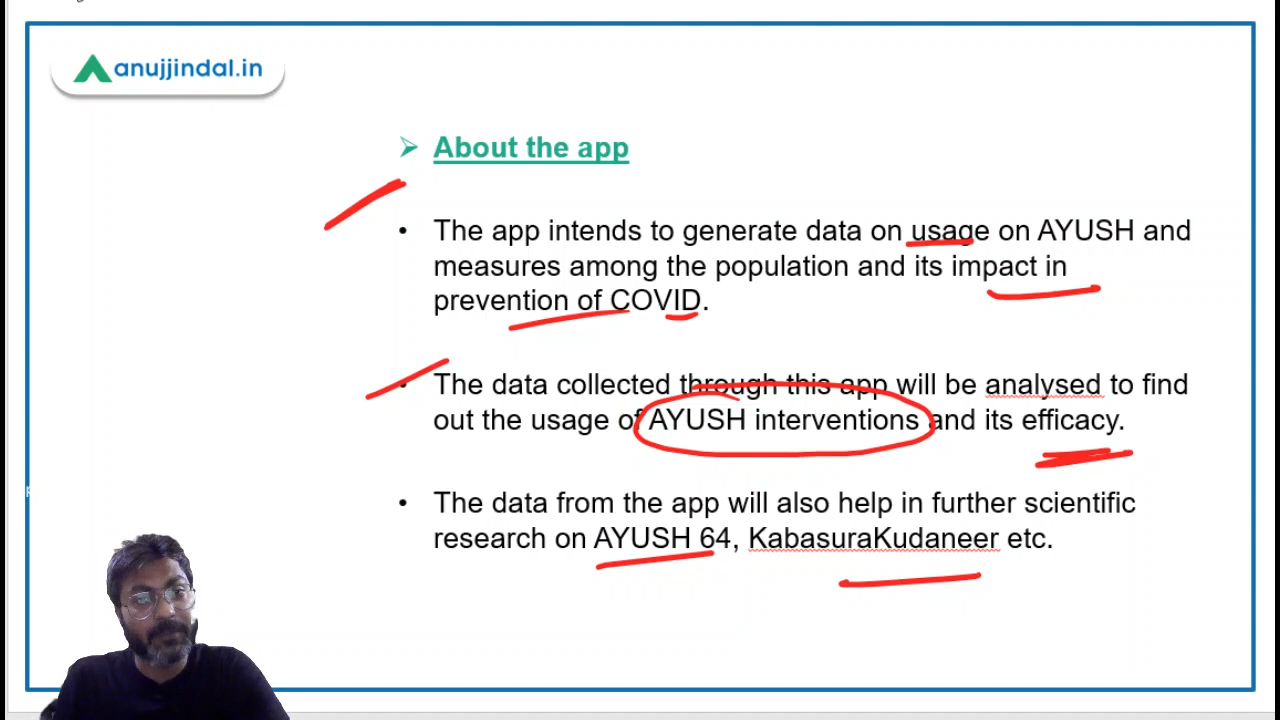 anujjindal.in
About the app
• The app intends to generate data on usage on AYUSH and
measures among the population and its impact in
prevention of COVID.
• The data collected through this app will be analysed to find
out the usage of AYUSH interventions and its efficacy.
• The data from the app will also help in further scientific
research on AYUSH 64, KabasuraKudaneer etc.